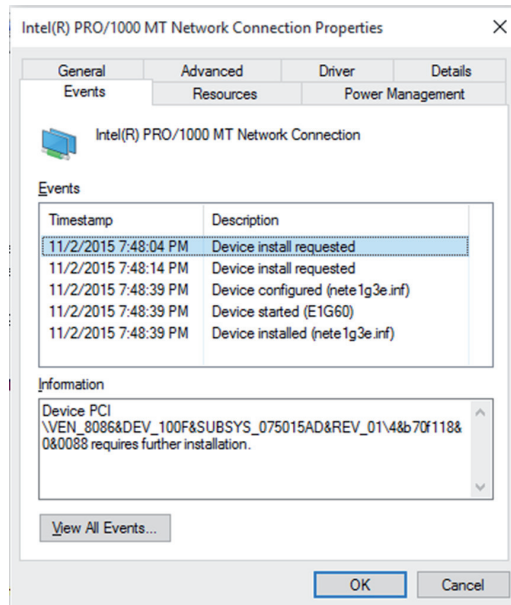 Intel(R) PRO/1000 MT Network Connection Properties
General Advanced Driver Details
Events Resources Power Management
Intel(R) PRO/1000 MT Network Connection
Events
Timestamp Description
11/2/2015 7:48:04 PM Device install requested
11/2/2015 7:48:14 PM Device install requested
11/2/2015 7:48:39 PM Device configured (nete1g3e.inf)
11/2/2015 7:48:39 PM Device started (E1G60)
11/2/2015 7:48:39 PM Device installed (nete1g3e.inf)
Information
Device PCI
\VEN_8086&DEV_100F&SUBSYS_075015AD&REV_01\4&b70f118&
0&0088 requires further installation.
View All Events...
OK Cancel